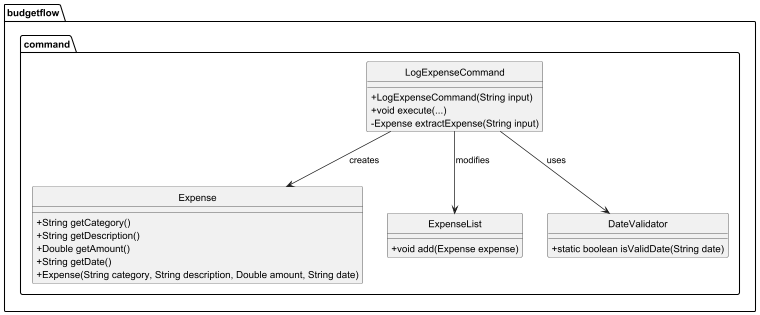 budgetflow
command
LogExpenseCommand
+LogExpenseCommand(String input)
+void execute(...)
-Expense extractExpense(String input)
creates
modifies
uses
Expense
+String getCategory()
+String getDescription()
+Double getAmount()
+String getDate()
+Expense(String category, String description, Double amount, String date)
ExpenseList
+void add(Expense expense)
DateValidator
+static boolean isValidDate(String date)